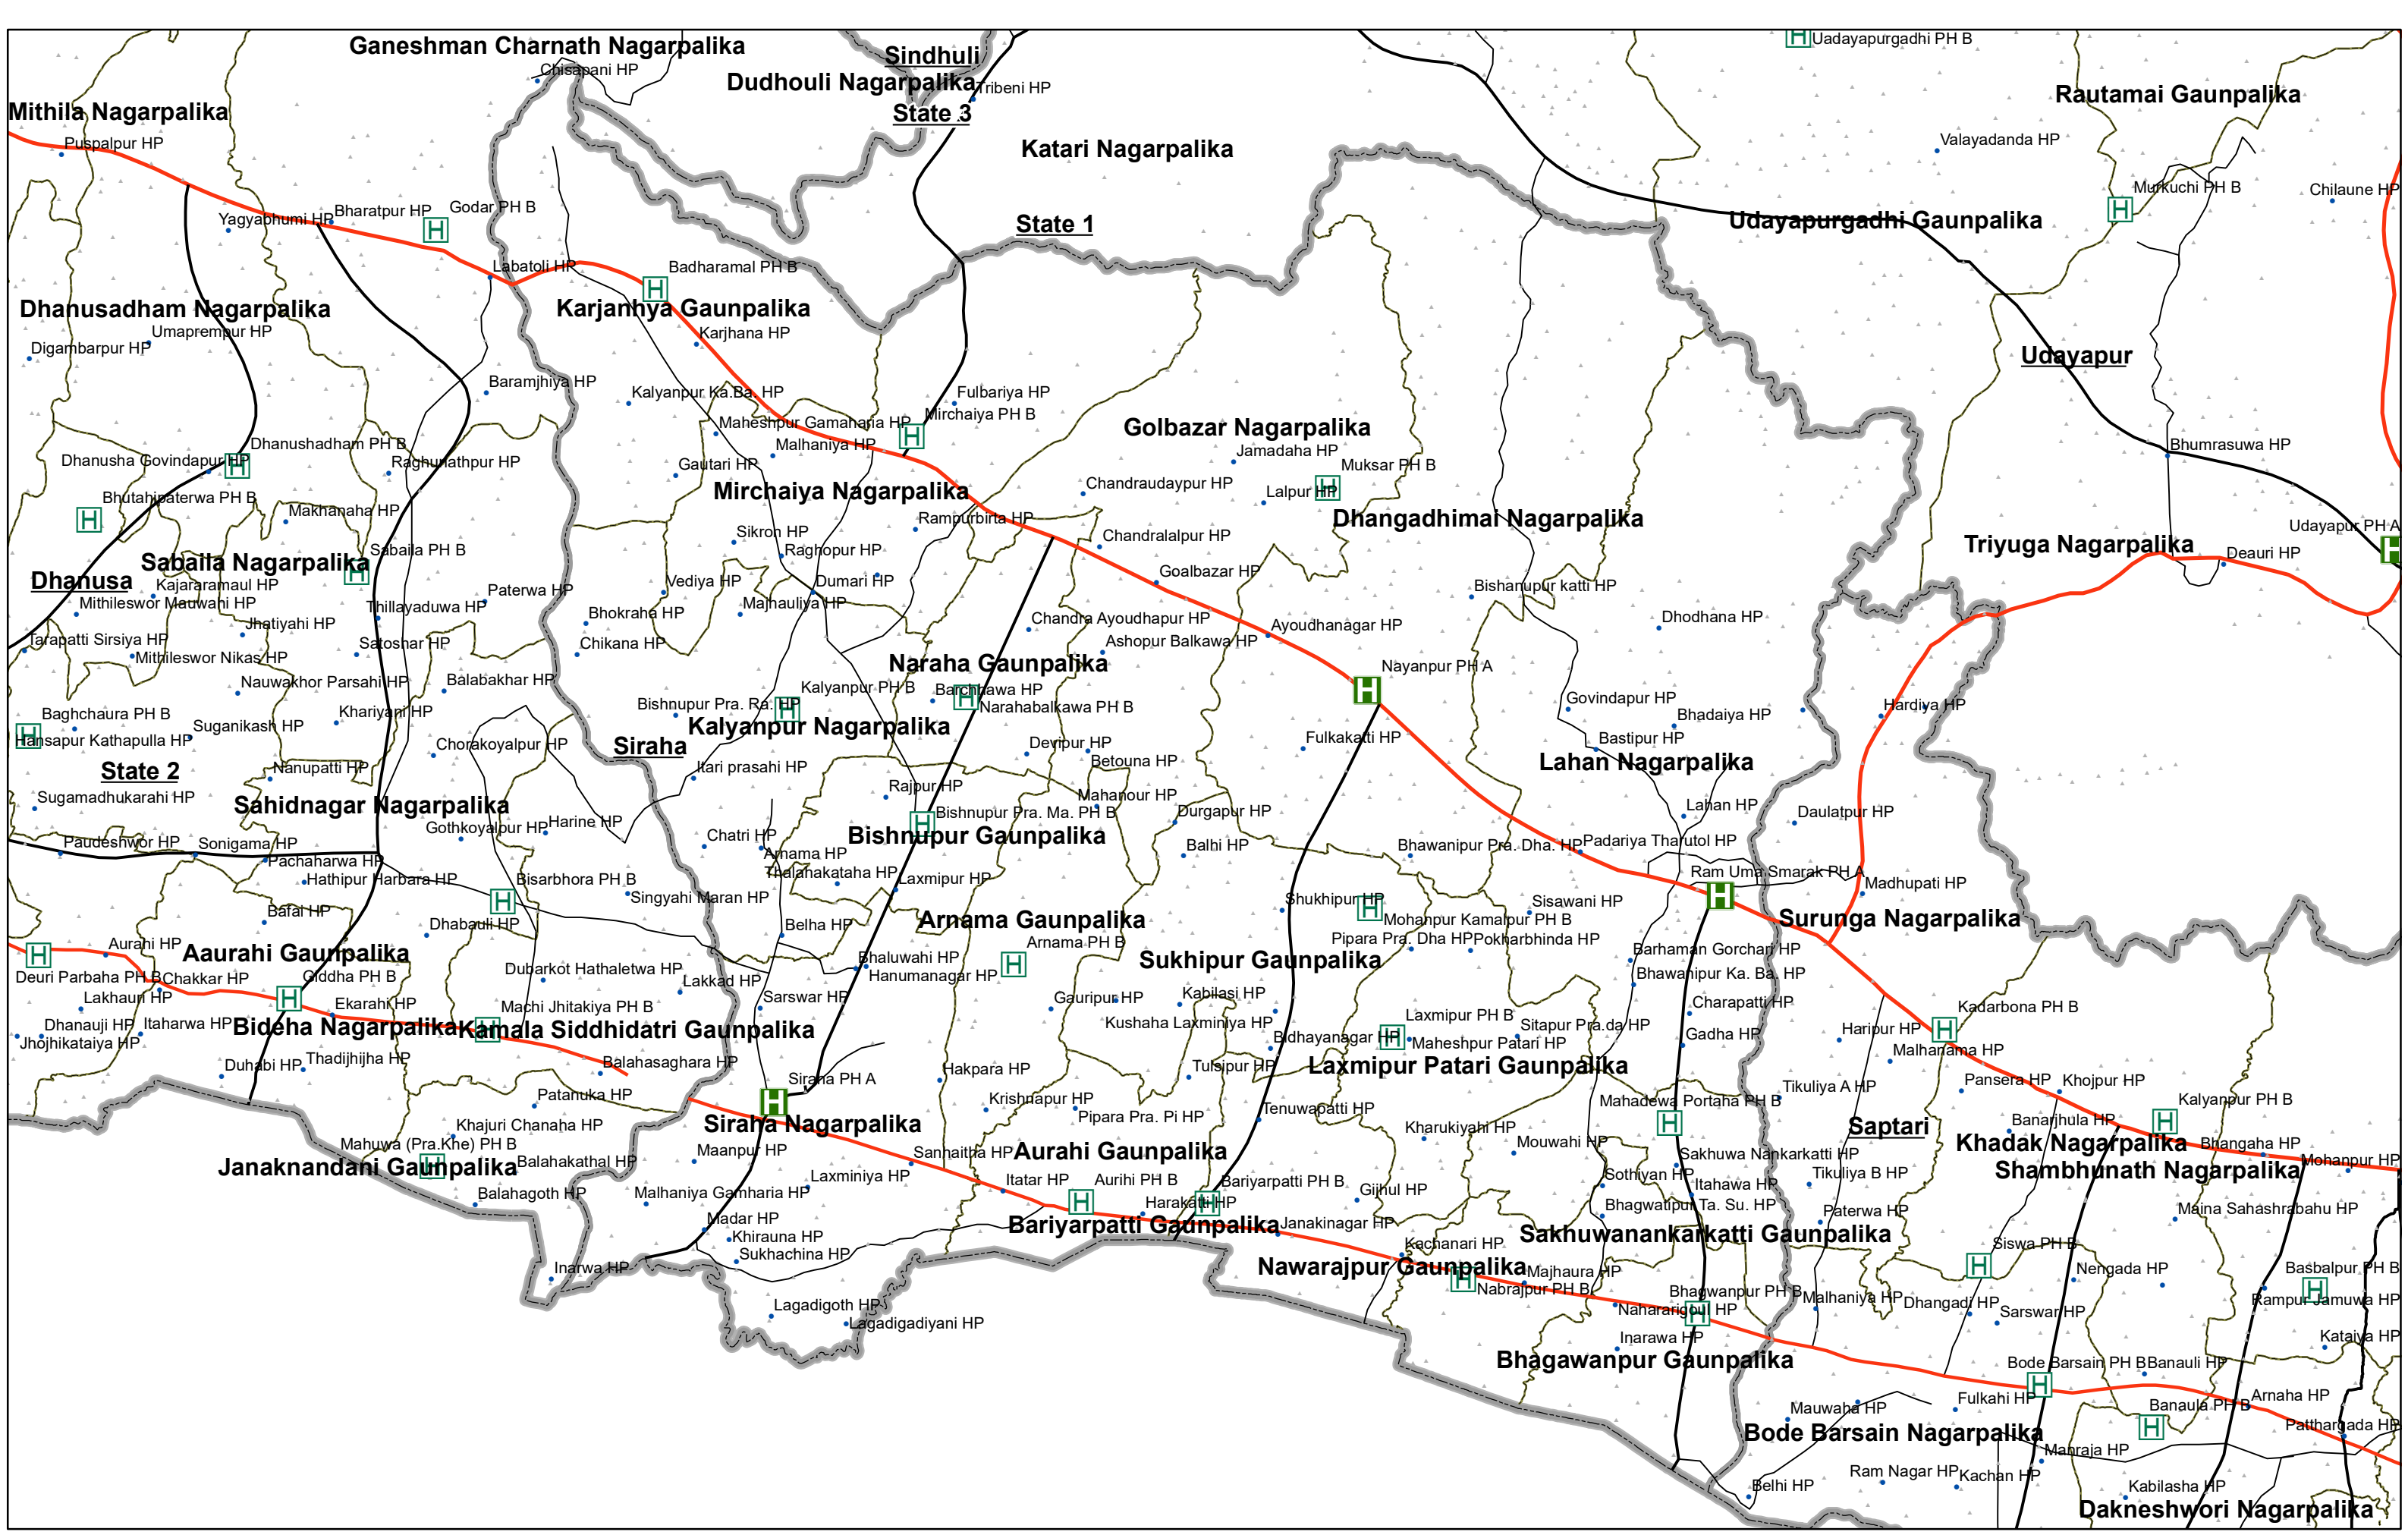 Ganeshman Charnath Nagarpalika
Chisapani HP
Sindhuli
Dudhouli Nagarpalika
Tribeni HP
State 3
Uadayapurgadhi PH B
Rautamai Gaunpalika
Mithila Nagarpalika
Puspalpur HP
Katari Nagarpalika
Valayadanda HP
Murkuchi PH B
Chilaune HP
Yagyabhumi HP
Bharatpur HP
Godar PH B
State 1
Udayapurgadhi Gaunpalika
Labatoli HP
Badharamal PH B
Dhanusadham Nagarpalika
Karjanhya Gaunpalika
Umaprempur HP
Karjhana HP
Digambarpur HP
Udayapur
Baramjhiya HP
Kalyanpur Ka.Ba. HP
Fulbariya HP
Mirchaiya PH B
Maheshpur Gamaharia HP
Golbazar Nagarpalika
Malhaniya HP
Dhanushadham PH B
Bhumrasuwa HP
Dhanusha Govindapur HP
Raghunathpur HP
Gautari HP
Jamadaha HP
Muksar PH B
Chandraudaypur HP
Lalpur HP
Mirchaiya Nagarpalika
Bhutahipaterwa PH B
Makhanaha HP
Rampurbirta HP
Dhangadhimai Nagarpalika
Udayapur PH A
Sikron HP
Chandralalpur HP
Triyuga Nagarpalika
Deauri HP
Sabaila PH B
Raghopur HP
Sabaila Nagarpalika
Goalbazar HP
Dhanusa
Kajararamaul HP
Vediya HP
Dumari HP
Bishanupur katti HP
Paterwa HP
Mithileswor Mauwani HP
Thillayaduwa HP
Majhauliya HP
Bhokraha HP
Dhodhana HP
Jhatiyahi HP
Chandra Ayoudhapur HP
Ayoudhanagar HP
Tarapatti Sirsiya HP
Satoshar HP
Chikana HP
Ashopur Balkawa HP
Mithileswor Nikas HP
Naraha Gaunpalika
Nayanpur PH A
Nauwakhor Parsahi HP
Balabakhar HP
Kalyanpur PH B
Barchhawa HP
Govindapur HP
Bishnupur Pra. Ra. HP
Narahabalkawa PH B
Hardiya HP
Baghchaura PH B
Khariyani HP
Bhadaiya HP
Suganikash HP
Kalyanpur Nagarpalika
Hansapur Kathapulla HP
Chorakoyalpur HP
Siraha
Devripur HP
Fulkakatti HP
Bastipur HP
Betouna HP
Lahan Nagarpalika
State 2
Nanupatti HP
Itari prasahi HP
Rajpur HP
Mahanour HP
Sugamadhukarahi HP
Sahidnagar Nagarpalika
Lahan HP
Durgapur HP
Daulatpur HP
Bishnupur Pra. Ma. PH B
Gothkoyalpur HP
Harine HP
Chatri HP
Bishnupur Gaunpalika
Paudeshwor HP
Sonigama HP
Balhi HP
Bhawanipur Pra. Dha. HP
Padariya Tharutol HP
Arnama HP
Pachaharwa HP
Thalanakataha HP
Ram Uma Smarak PH A
Hathipur Harbara HP
Bisarbhora PH B
Laxmipur HP
Madhupati HP
Singyahi Maran HP
Shukhipur HP
Sisawani HP
Bafai HP
Arnama Gaunpalika
Mohanpur Kamalpur PH B
Surunga Nagarpalika
Dhabauli HP
Belha HP
Aurahi HP
Arnama PH B
Pipara Pra. Dha HP
Pokharbhinda HP
Aaurahi Gaunpalika
Sukhipur Gaunpalika
Barhaman Gorchari HP
Bhaluwahi HP
Deuri Parbaha PH B
Chakkar HP
Giddha PH B
Dubarkot Hathaletwa HP
Hanumanagar HP
Bhawanipur Ka. Ba. HP
Lakkad HP
Lakhauri HP
Ekarahi HP
Machi Jhitakiya PH B
Sarswar HP
Gauripur HP
Kabilasi HP
Charapatti HP
Kadarbona PH B
Dhanauji HP
Itaharwa HP
Bideha Nagarpalika
Kamala Siddhidatri Gaunpalika
Kushaha Laxminiya HP
Laxmipur PH B
Sitapur Pra.da HP
Haripur HP
Jhojhikataiya HP
Bidhayanagar HP
Maheshpur Patari HP
Gadha HP
Malhanama HP
Duhabi HP
Thadijhijha HP
Balahasaghara HP
Hakpara HP
Tulsipur HP
Laxmipur Patari Gaunpalika
Siraha PH A
Patanuka HP
Krishnapur HP
Tikuliya A HP
Pansera HP
Khojpur HP
Mahadewa Portaha PH B
Kalyanpur PH B
Tenuwapatti HP
Pipara Pra. Pi HP
Khajuri Chanaha HP
Siraha Nagarpalika
Saptari
Banarjhula HP
Kharukiyahi HP
Mahuwa (Pra.Khe) PH B
Maanpur HP
Sanhaitha HP
Aurahi Gaunpalika
Mouwahi HP
Khadak Nagarpalika
Bhangaha HP
Janaknandani Gaunpalika
Balahakathal HP
Sakhuwa Nankarkatti HP
Mohanpur HP
Shambhunath Nagarpalika
Laxminiya HP
Itatar HP
Aurihi PH B
Bariyarpatti PH B
Sothiyan HP
Tikuliya B HP
Balahagoth HP
Malhaniya Gamharia HP
Gijhul HP
Itahawa HP
Harakatti HP
Bhagwatipur Ta. Su. HP
Paterwa HP
Maina Sahashrabahu HP
Madar HP
Bariyarpatti Gaunpalika
Janakinagar HP
Khirauna HP
Sakhuwanankarkatti Gaunpalika
Sukhachina HP
Kachanari HP
Siswa PH B
Inarwa HP
Nawarajpur Gaunpalika
Majhaura HP
Nengada HP
Basbalpur PH B
Nabrajpur PH B
Bhagwanpur PH B
Malhaniya HP
Rampur Jamuwa HP
Lagadigoth HP
Nahararigoul HP
Dhangadi HP
Sarswar HP
Lagadigadiyani HP
Inarawa HP
Kataiya HP
Bhagawanpur Gaunpalika
Bode Barsain PH B
Banauli HP
Fulkahi HP
Arnaha HP
Mauwaha HP
Banaula PH B
Bode Barsain Nagarpalika
Patthargada HP
Manraja HP
Ram Nagar HP
Kachan HP
Belhi HP
Kabilasha HP
Dakneshwori Nagarpalika